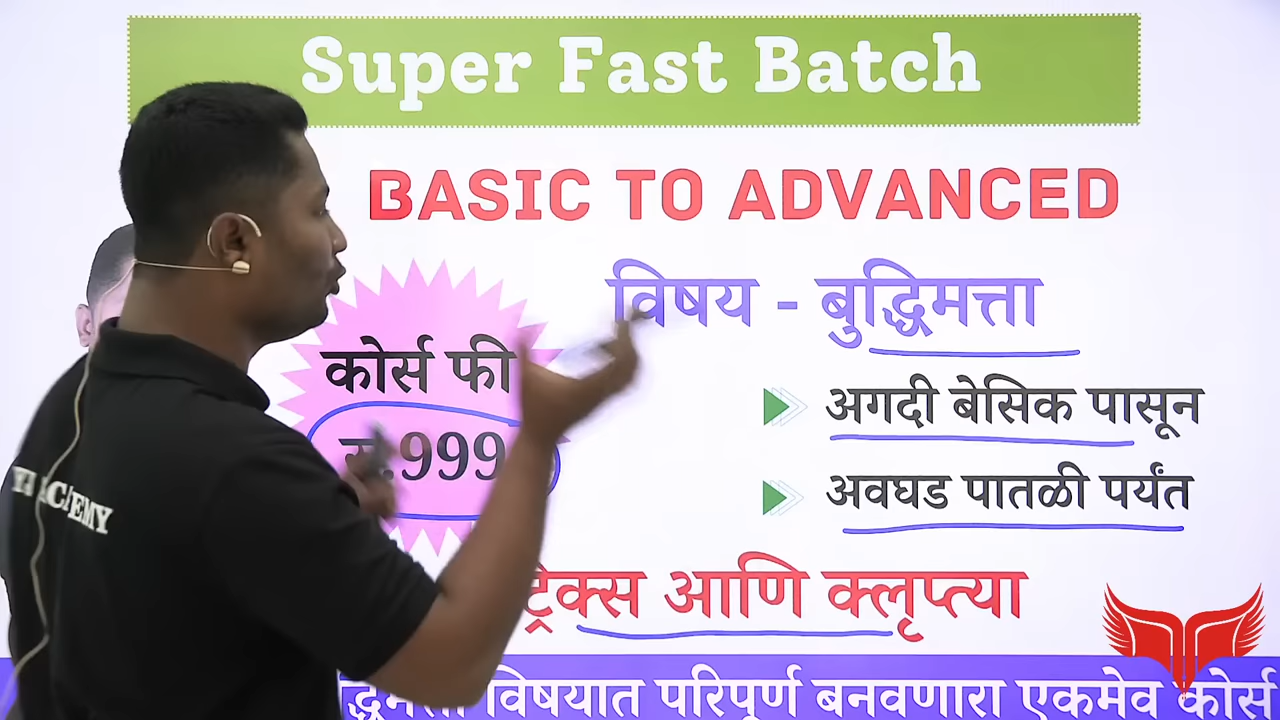 Super Fast Batch
BASIC TO ADVANCED
विषय - बुद्धिमत्ता
कोर्स फी
999
अगदी बेसिक पासून
अवघड पातळी पर्यंत
ट्रिक्स आणि क्लृप्त्या
विषयात परिपूर्ण बनवणारा एकमेव कोर्स